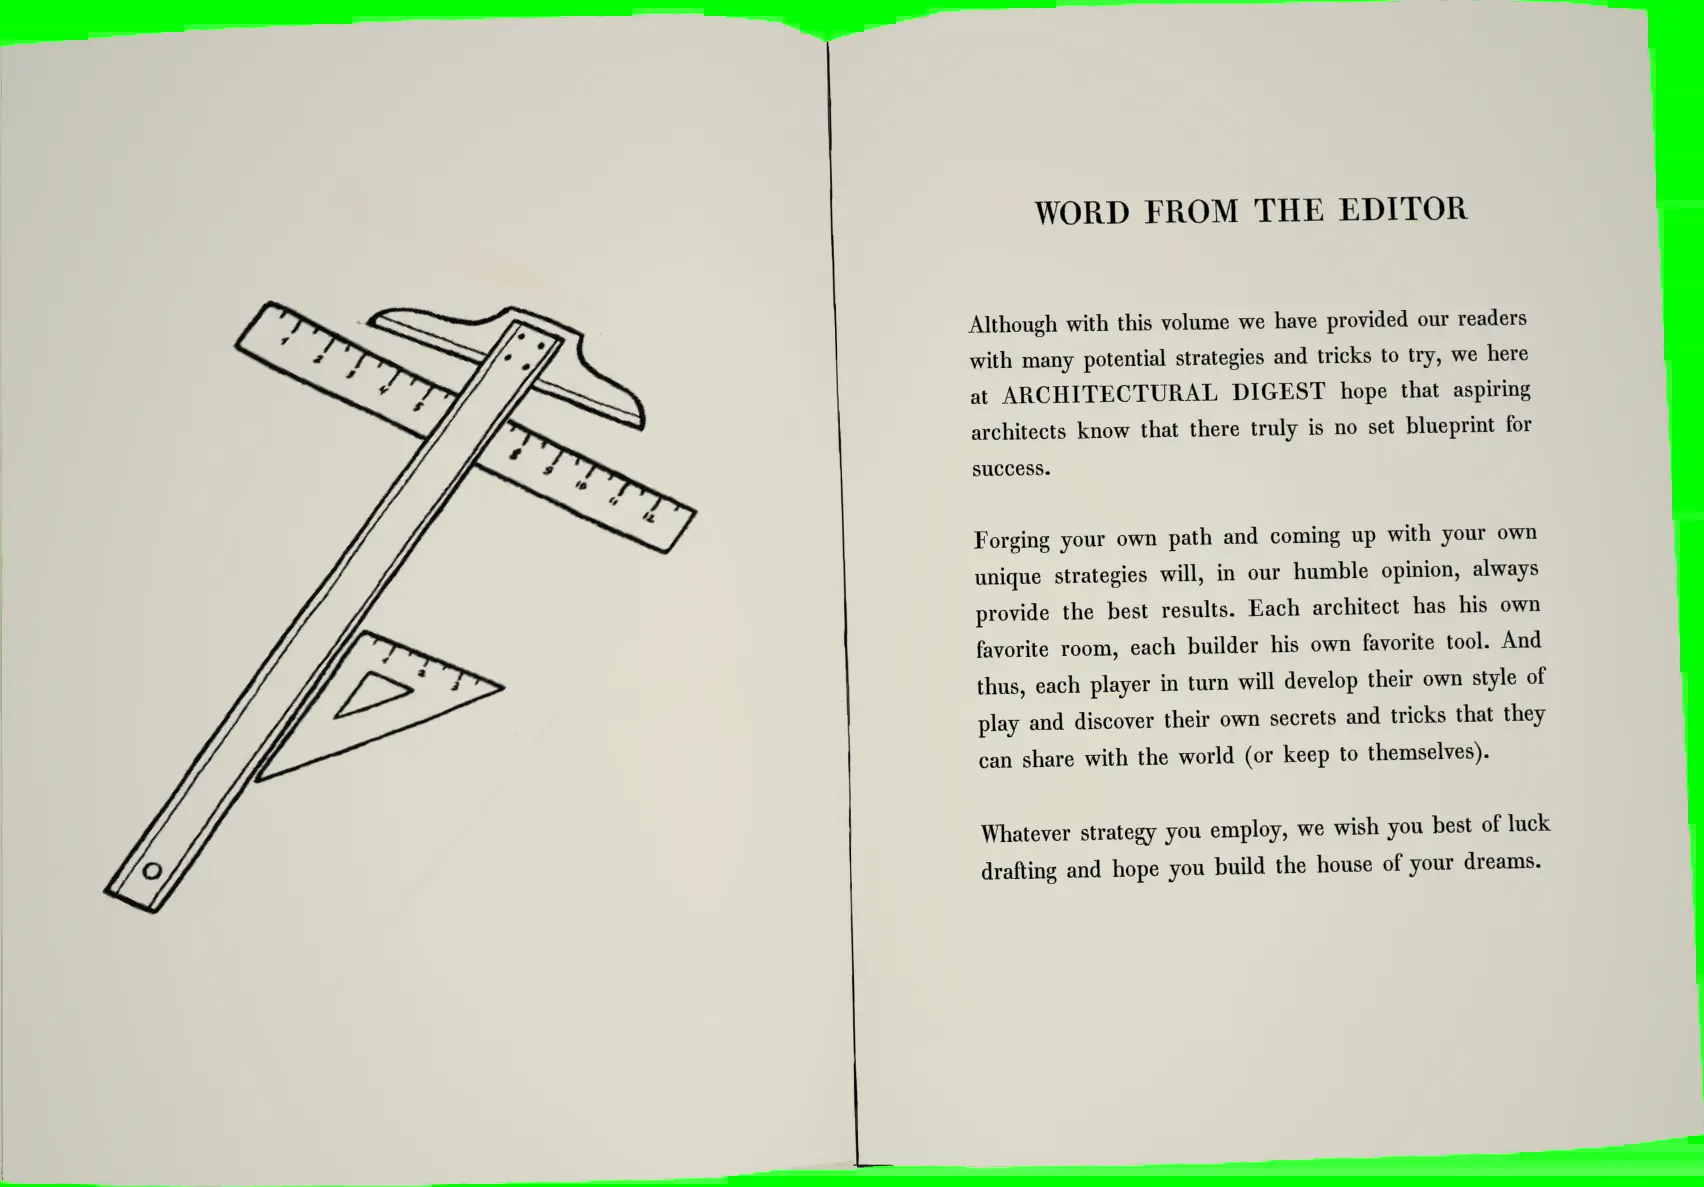 1 2 3 4 5
8 9 10 11 12
1 2 3
WORD FROM THE EDITOR
Although with this volume we have provided our readers
with many potential strategies and tricks to try, we here
at ARCHITECTURAL DIGEST hope that aspiring
architects know that there truly is no set blueprint for
success.
Forging your own path and coming up with your own
unique strategies will, in our humble opinion, always
provide the best results. Each architect has his own
favorite room, each builder his own favorite tool. And
thus, each player in turn will develop their own style of
play and discover their own secrets and tricks that they
can share with the world (or keep to themselves).
Whatever strategy you employ, we wish you best of luck
drafting and hope you build the house of your dreams.